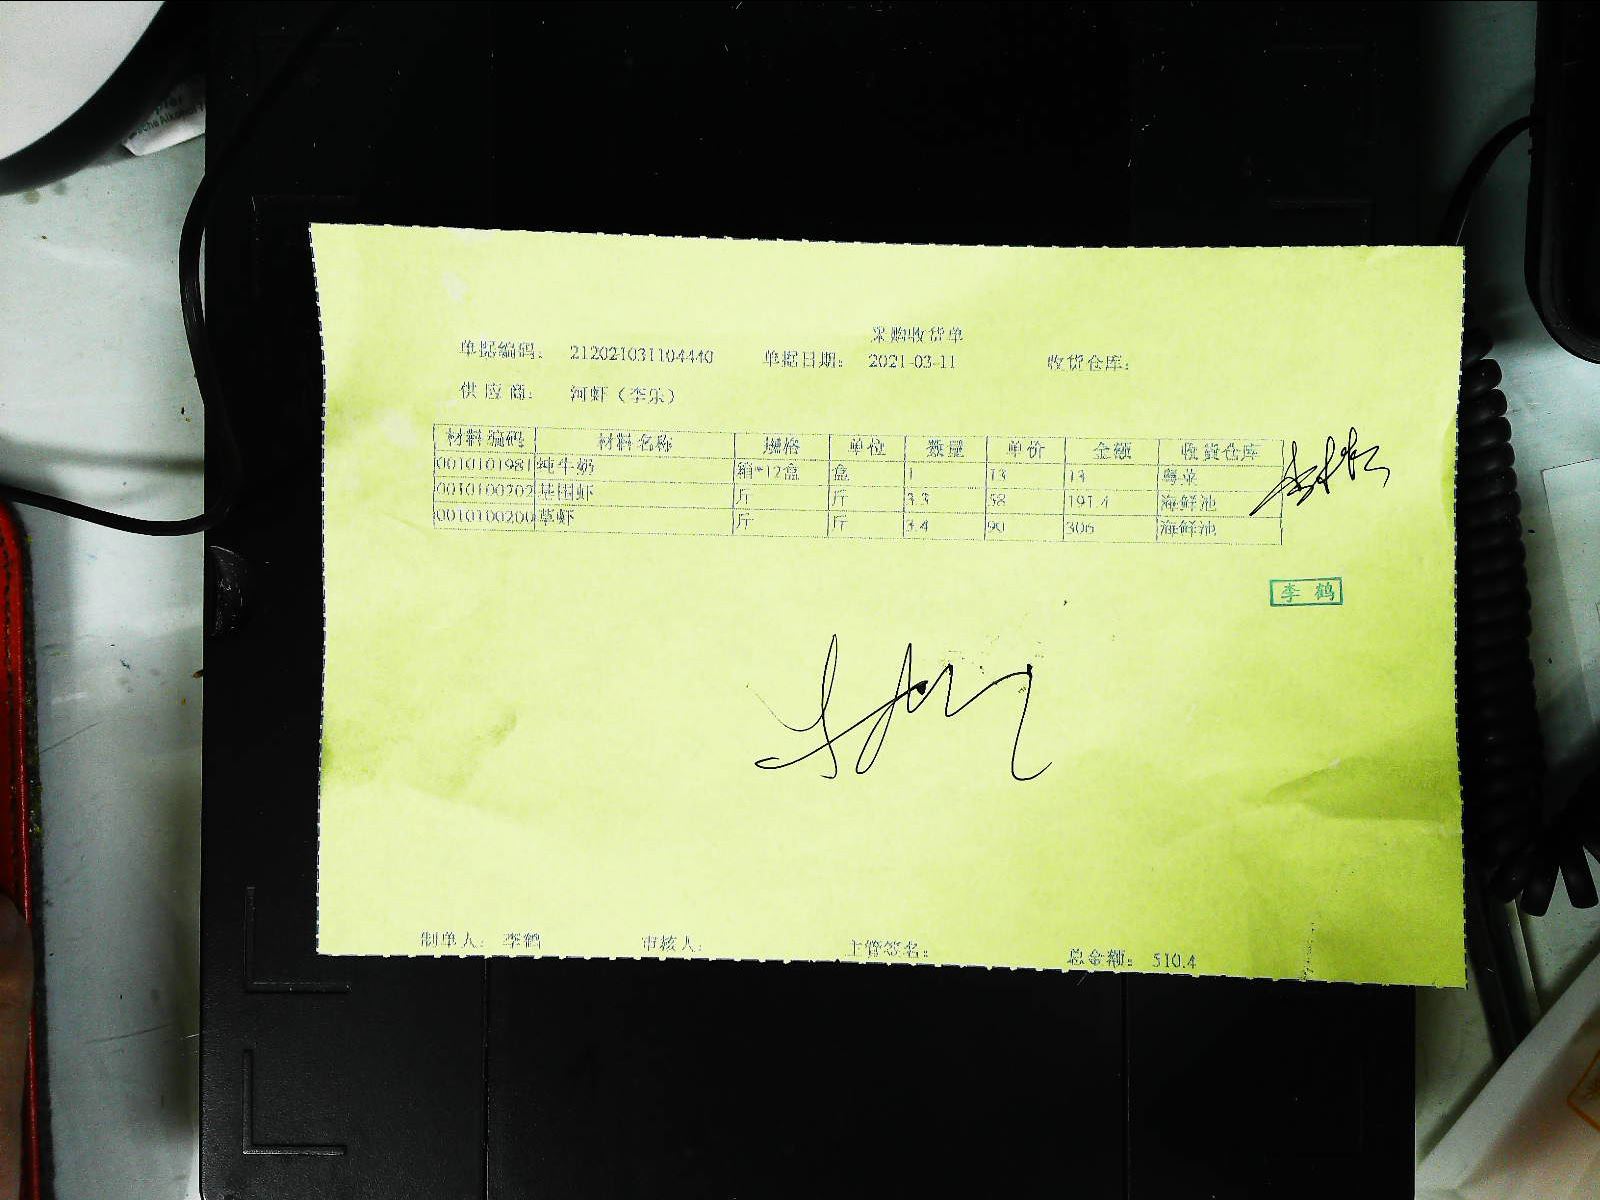 采购收货单
单据编码： 212021031104440 单据日期： 2021-03-11 收货仓库：
供 应 商： 河虾（李乐）
材料编码 材料名称 规格 单位 数量 单价 金额 收货仓库
0010101981 纯牛奶 箱*12盒 盒 1 13 13 粤菜
0010100202 基围虾 斤 斤 3.3 58 191.4 海鲜池
0010100200 草虾 斤 斤 3.4 90 306 海鲜池
李 鹤
制单人： 李鹤 审核人： 主管签名： 总金额： 510.4